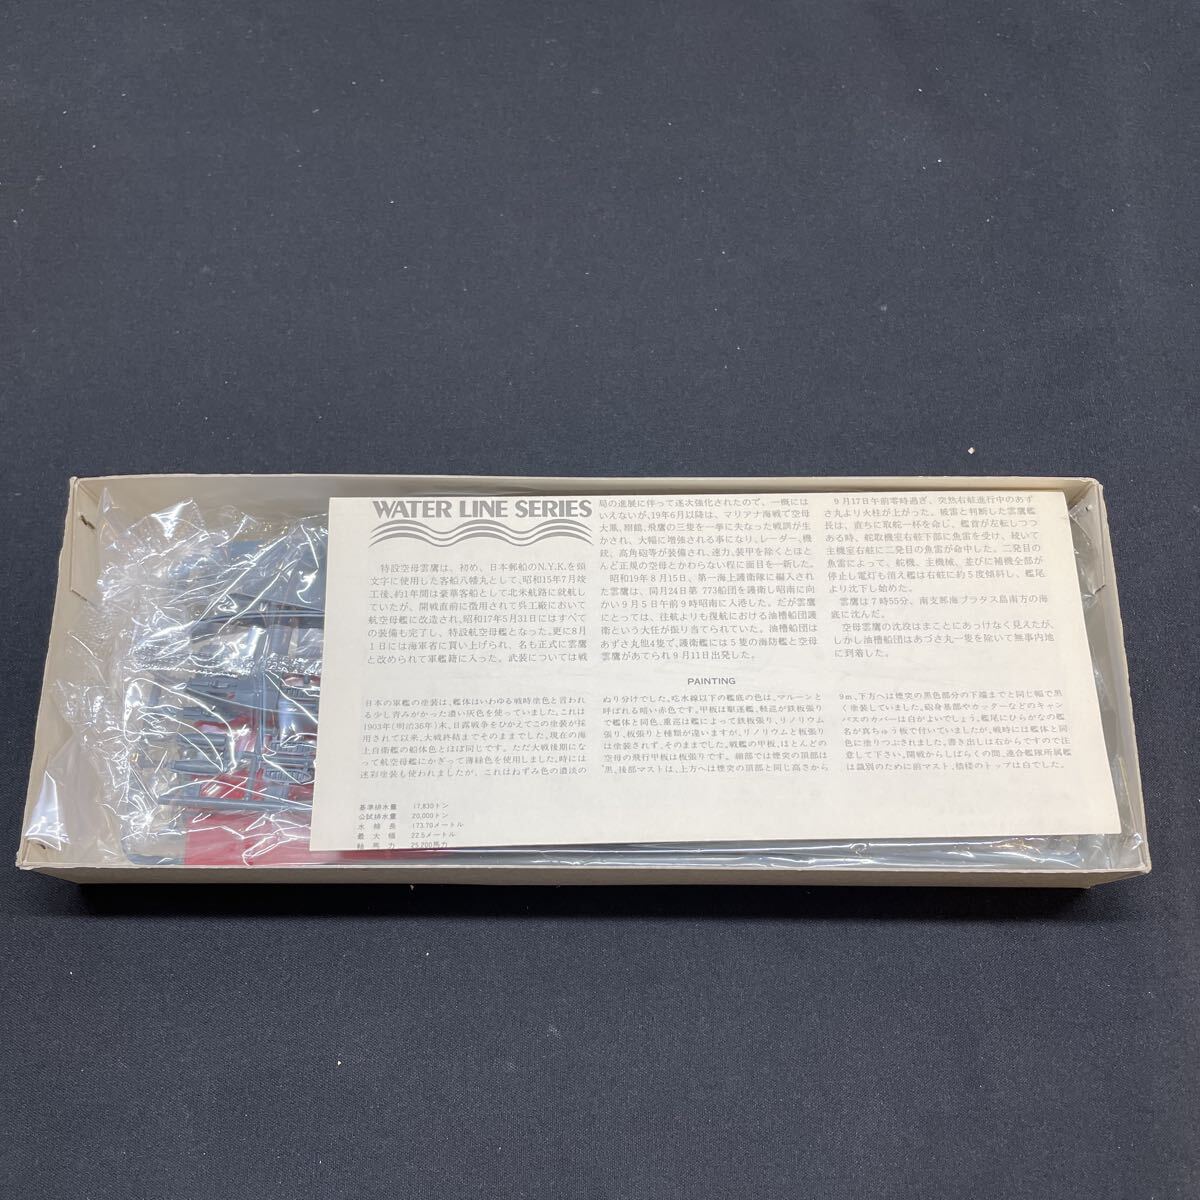 WATER LINE SERIES
特設空母雲鷹は、初め、日本郵船のN.Y.K.を頭
文字に使用した客船八幡丸として、昭和15年7月竣
工後、約1年間は豪華客船として北米航路に就航し
ていたが、開戦直前に徴用されて呉工廠において
航空母艦に改造され、昭和17年5月31日にはすべて
の装備も完了し、特設航空母艦となった。更に8月
1日には海軍省に買い上げられ、名も正式に雲鷹
と改められて軍艦籍に入った。武装については戦
局の進展に伴って逐次強化されたので、一概には
いえないが、19年6月以降は、マリアナ海戦で空母
大鳳、翔鶴、飛鷹の三隻を一挙に失なった戦訓が生
かされ、大幅に増強される事になり、レーダー、機
銃、高角砲等が装備され、速力、装甲を除くとほと
んど正規の空母とかわらない程に面目を一新した。
昭和19年8月15日、第一海上護衛隊に編入され
た雲鷹は、同月24日第773船団を護衛し昭南に向
かい9月5日午前9時昭南に入港した。だが雲鷹
にとっては、往航よりも復航における油槽船団護
衛という大任が振り当てられていた。油槽船団は
あずさ丸他4隻で、護衛艦には5隻の海防艦と空母
雲鷹があてられ9月11日出発した。
9月17日午前零時過ぎ、突然右舷進行中のあず
さ丸より火柱が上がった。被雷と判断した雲鷹艦
長は、直ちに取舵一杯を命じ、艦首が左転しつつ
ある時、舵取機室右舷下部に魚雷を受け、続いて
主機室右舷に二発目の魚雷が命中した。二発目の
魚雷によって、舵機、主機械、並びに補機全部が
停止し電灯も消え艦は右舷に約5度傾斜し、艦尾
より沈下し始めた。
雲鷹は7時55分、南支那海プラタス島南方の海
底に沈んだ。
空母雲鷹の沈没はまことにあっけなく見えたが、
しかし油槽船団はあづさ丸一隻を除いて無事内地
に到着した。
PAINTING
日本の軍艦の塗装は、艦体はいわゆる戦時塗色と言われ
る少し青みがかった濃い灰色を使っていました。これは
1903年(明治36年)末、日露戦争をひかえてこの塗装が採
用されて以来、大戦終結までそのままでした。現在の海
上自衛艦の船体色とほぼ同じです。ただ大戦後期にな
って航空母艦にかぎって薄緑色を使用しました。時には
迷彩塗装も使われましたが、これはねずみ色の濃淡の
ぬり分けでした。吃水線以下の艦底の色は、マルーンと
呼ばれる暗い赤色です。甲板は駆逐艦、軽巡が鉄板張り
で艦体と同色、重巡は艦によって鉄板張り、リノリウム
張り、板張りと種類が違いますが、リノリウムと板張り
は塗装されず、そのままでした。戦艦の甲板、ほとんどの
空母の飛行甲板は板張りです。細部では煙突の頂部は
黒、後部マストは、上方へは煙突の頂部と同じ高さから
9m、下方へは煙突の黒色部分の下端までと同じ幅で黒
く塗装していました。砲身基部やカッターなどのキャン
バスのカバーは白がよいでしょう。艦尾にひらかなの艦
名が真ちゅう板で付いていましたが、戦時には艦体と同
色に塗りつぶされました。書き出しは右からですので注
意して下さい。開戦からしばらくの間、連合艦隊所属艦
は識別のために前マスト、檣楼のトップは白でした。
基準排水量 17,830トン
公試排水量 20,000トン
水線長 173.70メートル
最大幅 22.5メートル
軸馬力 25,200馬力